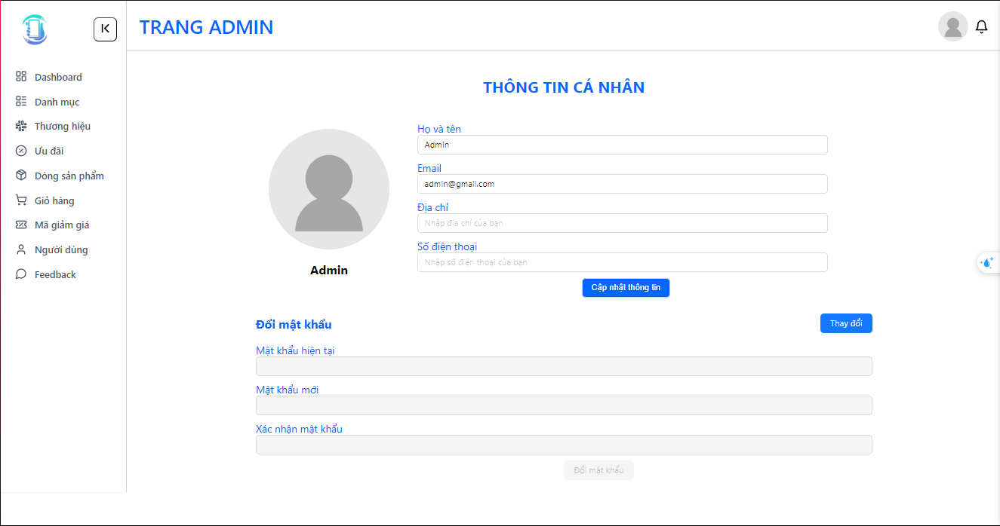 TRANG ADMIN
Dashboard
Danh mục
Thương hiệu
Ưu đãi
Dòng sản phẩm
Giỏ hàng
Mã giảm giá
Người dùng
Feedback
THÔNG TIN CÁ NHÂN
Admin
Họ và tên
Admin
Email
admin@gmail.com
Địa chỉ
Nhập địa chỉ của bạn
Số điện thoại
Nhập số điện thoại của bạn
Cập nhật thông tin
Đổi mật khẩu
Thay đổi
Mật khẩu hiện tại
Mật khẩu mới
Xác nhận mật khẩu
Đổi mật khẩu